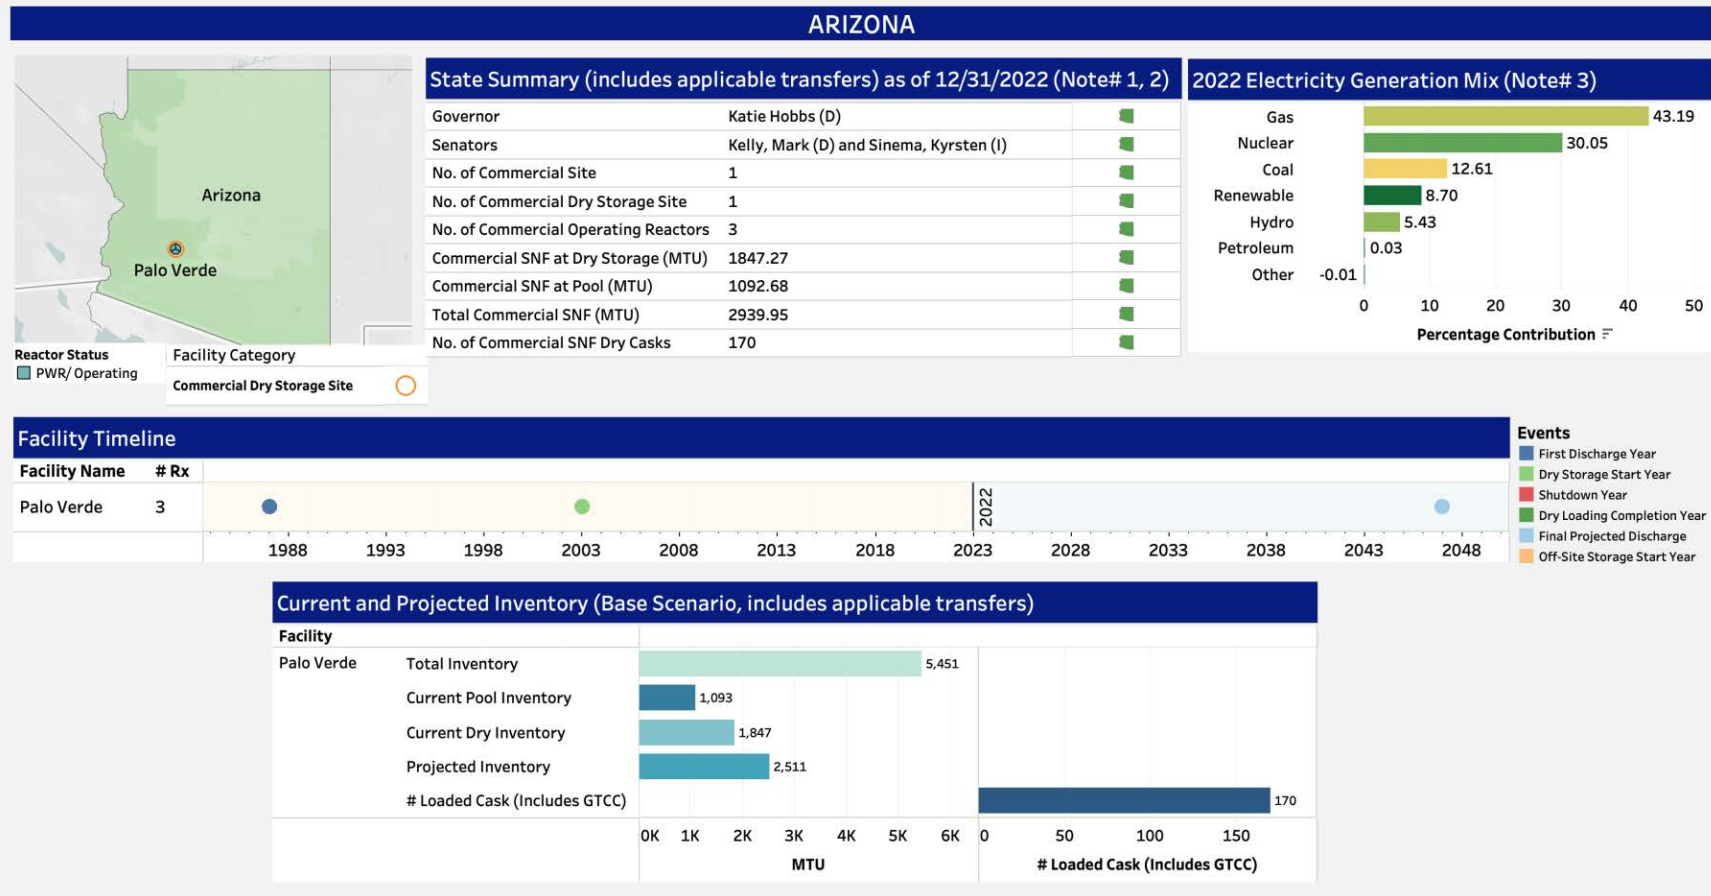 ARIZONA
Arizona
Palo Verde
Reactor Status
PWR/ Operating
Facility Category
Commercial Dry Storage Site
State Summary (includes applicable transfers) as of 12/31/2022 (Note# 1, 2)
Governor Katie Hobbs (D)
Senators Kelly, Mark (D) and Sinema, Kyrsten (I)
No. of Commercial Site 1
No. of Commercial Dry Storage Site 1
No. of Commercial Operating Reactors 3
Commercial SNF at Dry Storage (MTU) 1847.27
Commercial SNF at Pool (MTU) 1092.68
Total Commercial SNF (MTU) 2939.95
No. of Commercial SNF Dry Casks 170
2022 Electricity Generation Mix (Note# 3)
Gas 43.19
Nuclear 30.05
Coal 12.61
Renewable 8.70
Hydro 5.43
Petroleum 0.03
Other -0.01
0 10 20 30 40 50
Percentage Contribution
Facility Timeline
Facility Name # Rx
Palo Verde 3
2022
1988 1993 1998 2003 2008 2013 2018 2023 2028 2033 2038 2043 2048
Events
First Discharge Year
Dry Storage Start Year
Shutdown Year
Dry Loading Completion Year
Final Projected Discharge
Off-Site Storage Start Year
Current and Projected Inventory (Base Scenario, includes applicable transfers)
Facility
Palo Verde Total Inventory 5,451
Current Pool Inventory 1,093
Current Dry Inventory 1,847
Projected Inventory 2,511
# Loaded Cask (Includes GTCC) 170
0K 1K 2K 3K 4K 5K 6K 0 50 100 150
MTU # Loaded Cask (Includes GTCC)